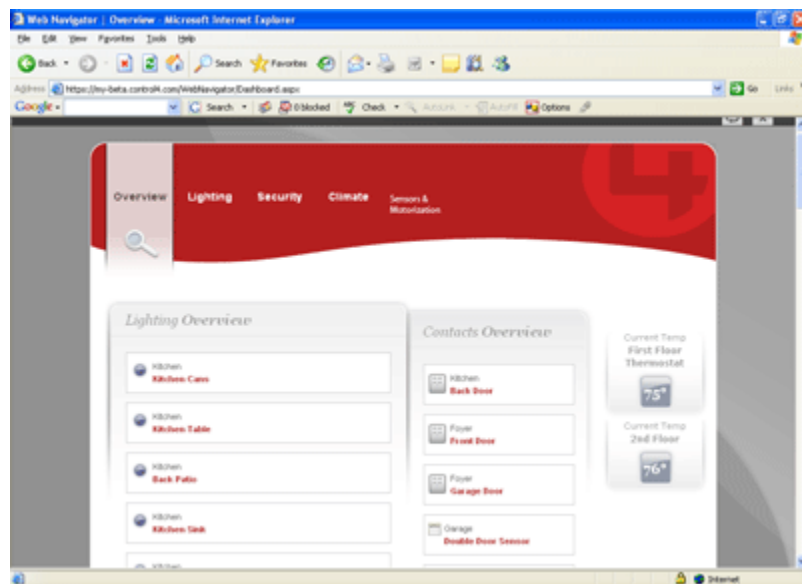 Web Navigator | Overview - Microsoft Internet Explorer
File Edit View Favorites Tools Help
Back Search Favorites
Address https://my-beta.control4.com/WebNavigator/Dashboard.aspx Go Links
Google Search 0 blocked Check AutoLink AutoFill Options
Overview Lighting Security Climate Sensors &
Motorization
4
Lighting Overview
Contacts Overview
Kitchen
Kitchen Cans
Kitchen
Kitchen Table
Kitchen
Back Patio
Kitchen
Kitchen Sink
Kitchen
Kitchen
Back Door
Foyer
Front Door
Foyer
Garage Door
Garage
Double Door Sensor
Current Temp
First Floor
Thermostat
75°
Current Temp
2nd Floor
76°
Internet